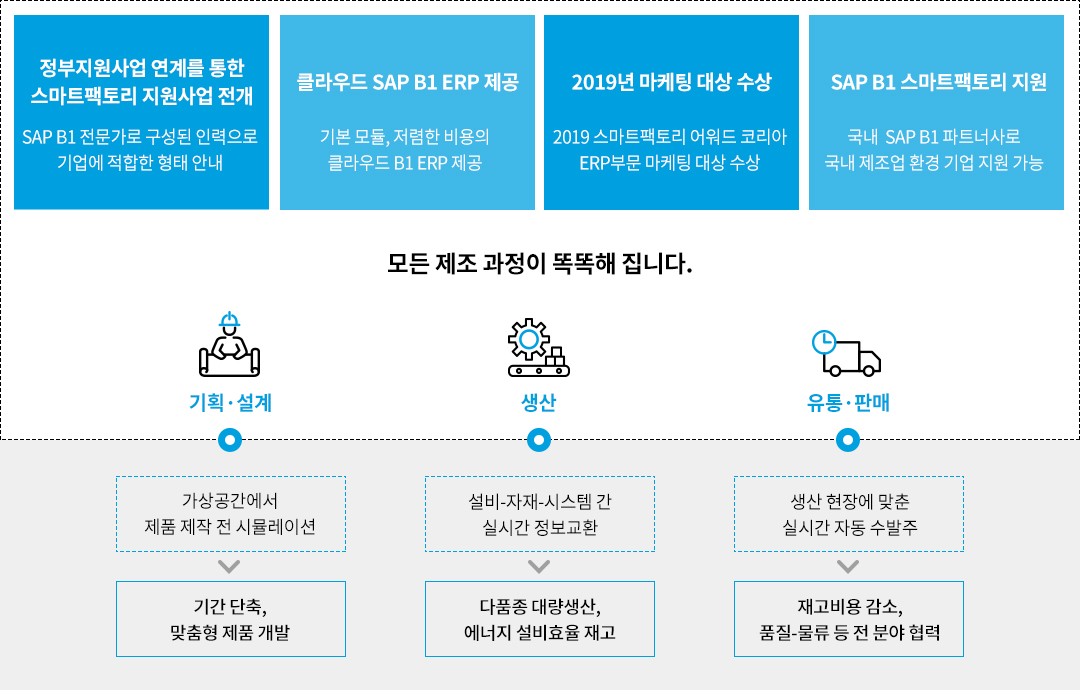 정부지원사업 연계를 통한
스마트팩토리 지원사업 전개
SAP B1 전문가로 구성된 인력으로
기업에 적합한 형태 안내
클라우드 SAP B1 ERP 제공
기본 모듈, 저렴한 비용의
클라우드 B1 ERP 제공
2019년 마케팅 대상 수상
2019 스마트팩토리 어워드 코리아
ERP부문 마케팅 대상 수상
SAP B1 스마트팩토리 지원
국내 SAP B1 파트너사로
국내 제조업 환경 기업 지원 가능
모든 제조 과정이 똑똑해 집니다.
기획·설계
생산
유통·판매
가상공간에서
제품 제작 전 시뮬레이션
설비-자재-시스템 간
실시간 정보교환
생산 현장에 맞춘
실시간 자동 수발주
기간 단축,
맞춤형 제품 개발
다품종 대량생산,
에너지 설비효율 재고
재고비용 감소,
품질-물류 등 전 분야 협력